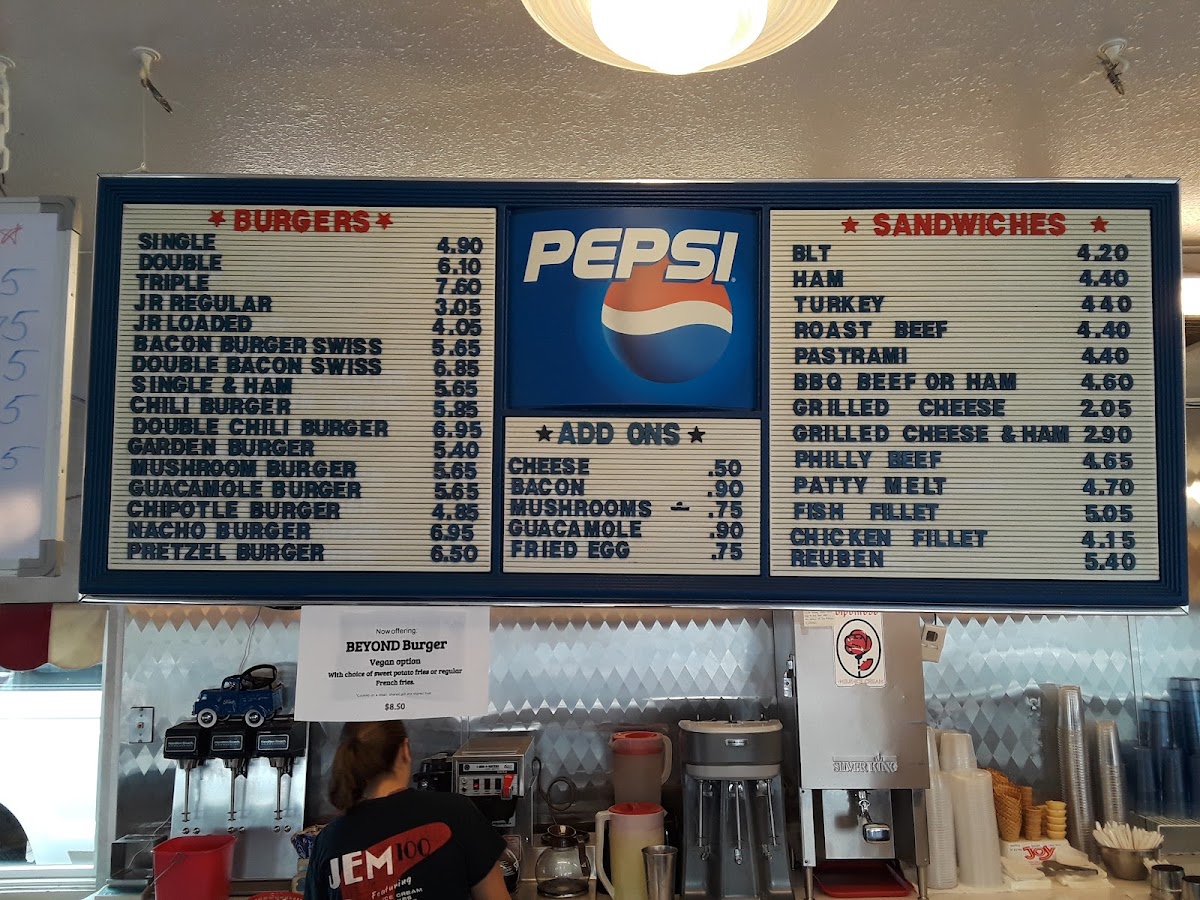 ★ BURGERS ★
SINGLE 4.90
DOUBLE 6.10
TRIPLE 7.60
JR REGULAR 3.05
JR LOADED 4.05
BACON BURGER SWISS 5.65
DOUBLE BACON SWISS 6.85
SINGLE & HAM 5.65
CHILI BURGER 5.85
DOUBLE CHILI BURGER 6.95
GARDEN BURGER 5.40
MUSHROOM BURGER 5.65
GUACAMOLE BURGER 5.65
CHIPOTLE BURGER 4.85
NACHO BURGER 6.95
PRETZEL BURGER 6.50
PEPSI
★ ADD ONS ★
CHEESE .50
BACON .90
MUSHROOMS .75
GUACAMOLE .90
FRIED EGG .75
★ SANDWICHES ★
BLT 4.20
HAM 4.40
TURKEY 4 40
ROAST BEEF 4.40
PASTRAMI 4.40
BBQ BEEF OR HAM 4.60
GRILLED CHEESE 2.05
GRILLED CHEESE & HAM 2.90
PHILLY BEEF 4.65
PATTY MELT 4.70
FISH FILLET 5.05
CHICKEN FILLET 4.15
REUBEN 5.40
Now offering:
BEYOND Burger
Vegan option
With choice of sweet potato fries or regular
French fries.
$8.50
SILVER KING
JEM 100
Featuring
ICE CREAM
JOY